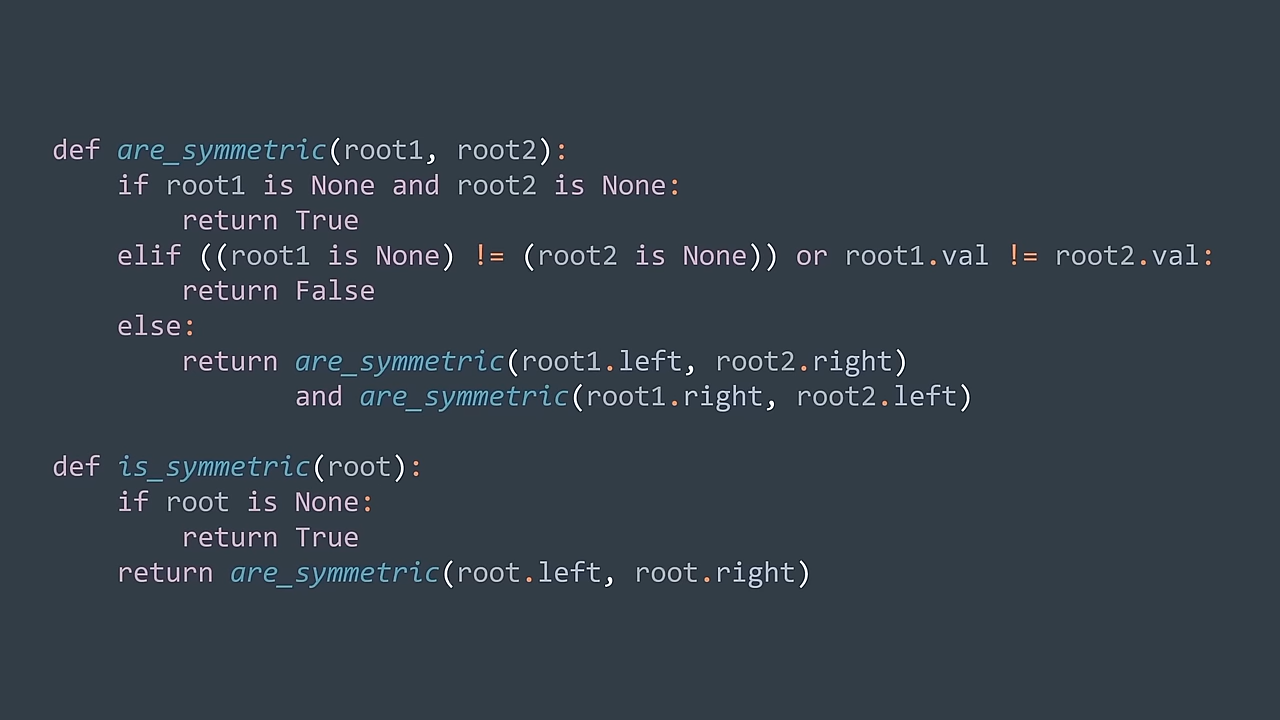 def are_symmetric(root1, root2):
    if root1 is None and root2 is None:
        return True
    elif ((root1 is None) != (root2 is None)) or root1.val != root2.val:
        return False
    else:
        return are_symmetric(root1.left, root2.right)
               and are_symmetric(root1.right, root2.left)

def is_symmetric(root):
    if root is None:
        return True
    return are_symmetric(root.left, root.right)